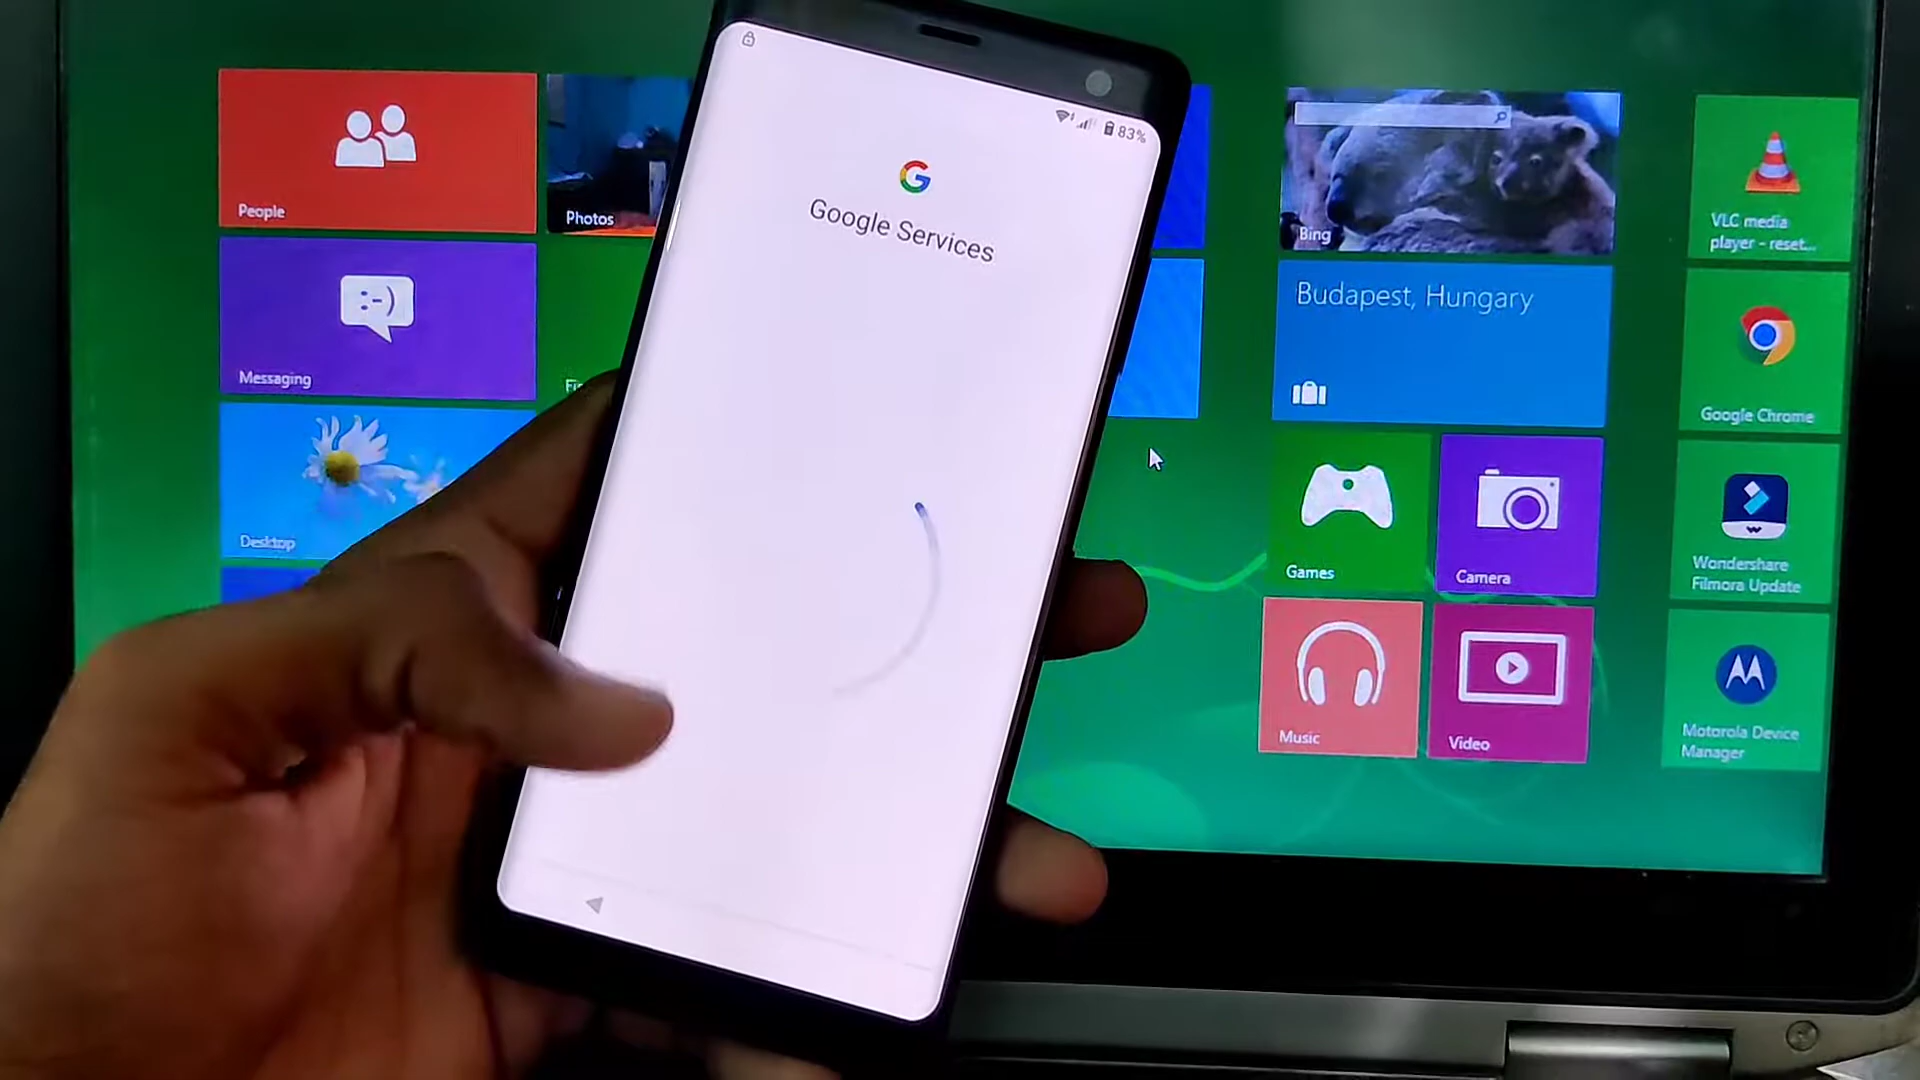 People
Messaging
Desktop
Photos
83%
Google Services
Bing
Budapest, Hungary
Games
Camera
Music
Video
VLC media
player - reset...
Google Chrome
Wondershare
Filmora Update
Motorola Device
Manager